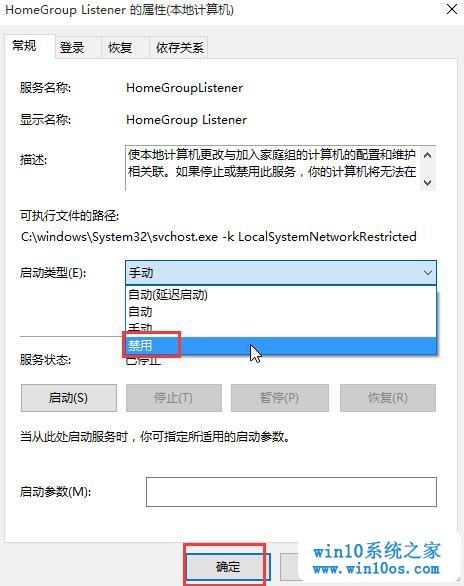 HomeGroup Listener 的属性(本地计算机)
常规 登录 恢复 依存关系
服务名称: HomeGroupListener
显示名称: HomeGroup Listener
描述: 使本地计算机更改与加入家庭组的计算机的配置和维护
相关联。如果停止或禁用此服务，你的计算机将无法在
可执行文件的路径:
C:\windows\System32\svchost.exe -k LocalSystemNetworkRestricted
启动类型(E): 手动
自动(延迟启动)
自动
手动
禁用
服务状态: 已停止
启动(S) 停止(T) 暂停(P) 恢复(R)
当从此处启动服务时，你可指定所适用的启动参数。
启动参数(M):
确定
win10系统之家
www.win10os.com